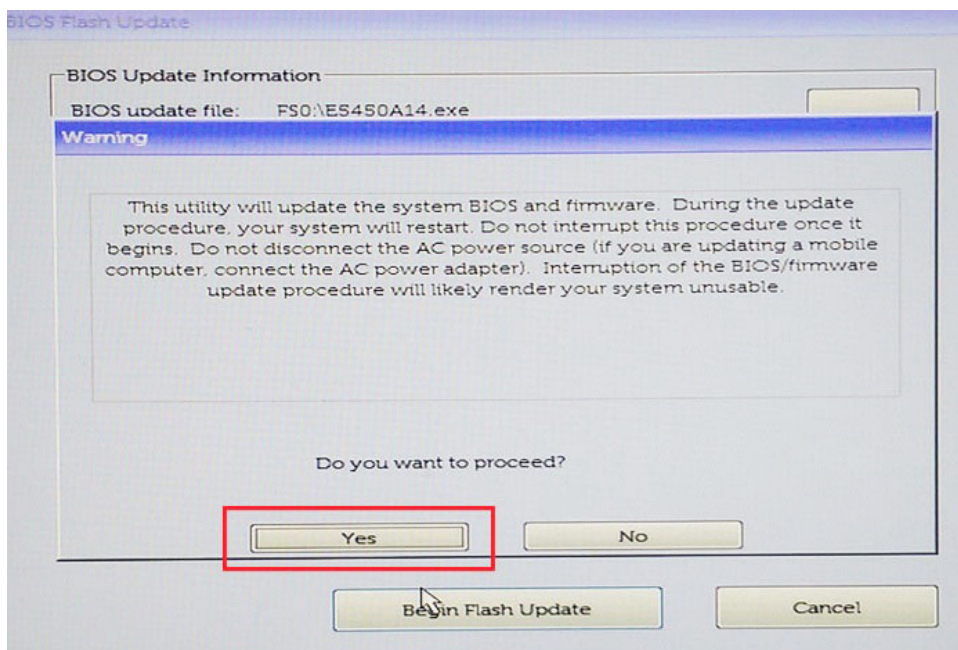 BIOS Flash Update
BIOS Update Information
BIOS update file: FS0:\E5450A14.exe
Warning
This utility will update the system BIOS and firmware. During the update
procedure, your system will restart. Do not interrupt this procedure once it
begins. Do not disconnect the AC power source (if you are updating a mobile
computer, connect the AC power adapter). Interruption of the BIOS/firmware
update procedure will likely render your system unusable.
Do you want to proceed?
Yes No
Begin Flash Update Cancel